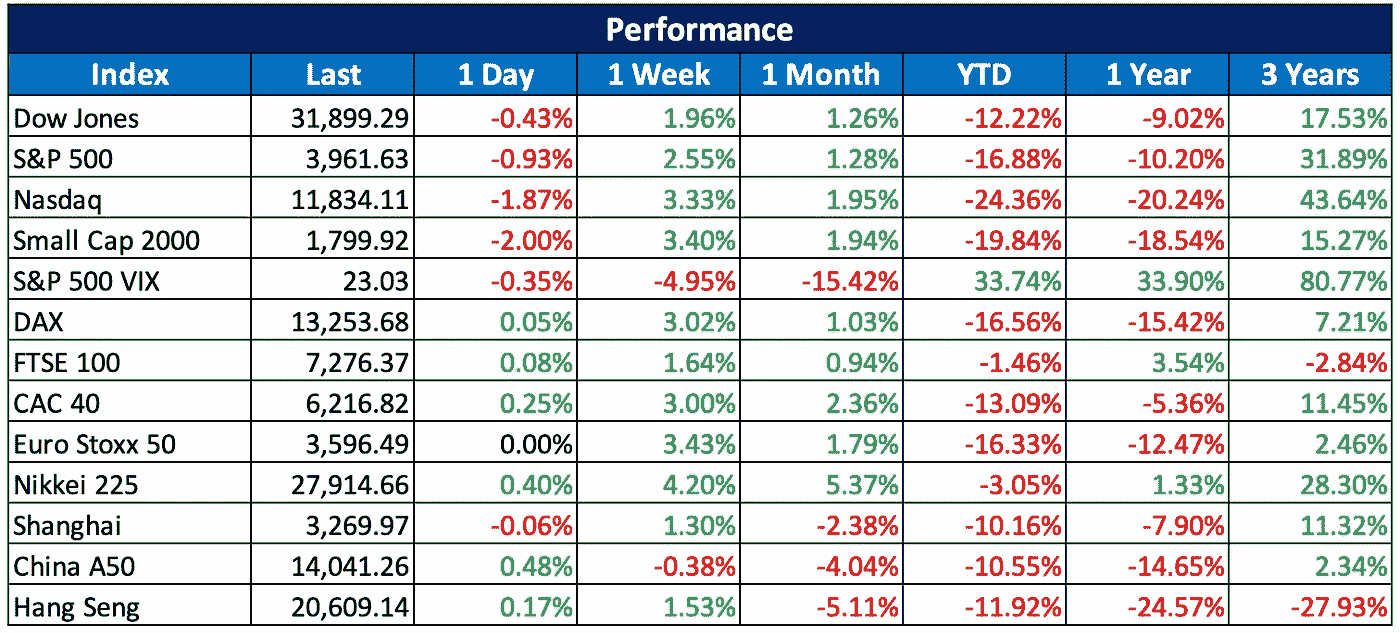 Performance
Index Last 1 Day 1 Week 1 Month YTD 1 Year 3 Years
Dow Jones 31,899.29 -0.43% 1.96% 1.26% -12.22% -9.02% 17.53%
S&P 500 3,961.63 -0.93% 2.55% 1.28% -16.88% -10.20% 31.89%
Nasdaq 11,834.11 -1.87% 3.33% 1.95% -24.36% -20.24% 43.64%
Small Cap 2000 1,799.92 -2.00% 3.40% 1.94% -19.84% -18.54% 15.27%
S&P 500 VIX 23.03 -0.35% -4.95% -15.42% 33.74% 33.90% 80.77%
DAX 13,253.68 0.05% 3.02% 1.03% -16.56% -15.42% 7.21%
FTSE 100 7,276.37 0.08% 1.64% 0.94% -1.46% 3.54% -2.84%
CAC 40 6,216.82 0.25% 3.00% 2.36% -13.09% -5.36% 11.45%
Euro Stoxx 50 3,596.49 0.00% 3.43% 1.79% -16.33% -12.47% 2.46%
Nikkei 225 27,914.66 0.40% 4.20% 5.37% -3.05% 1.33% 28.30%
Shanghai 3,269.97 -0.06% 1.30% -2.38% -10.16% -7.90% 11.32%
China A50 14,041.26 0.48% -0.38% -4.04% -10.55% -14.65% 2.34%
Hang Seng 20,609.14 0.17% 1.53% -5.11% -11.92% -24.57% -27.93%